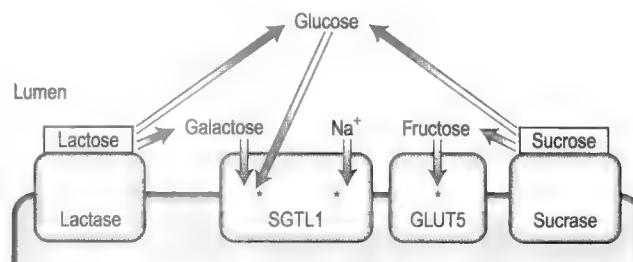 Glucose
Lumen
Lactose
Galactose
Na⁺
Fructose
Sucrose
* * *
Lactase
SGTL1
GLUT5
Sucrase